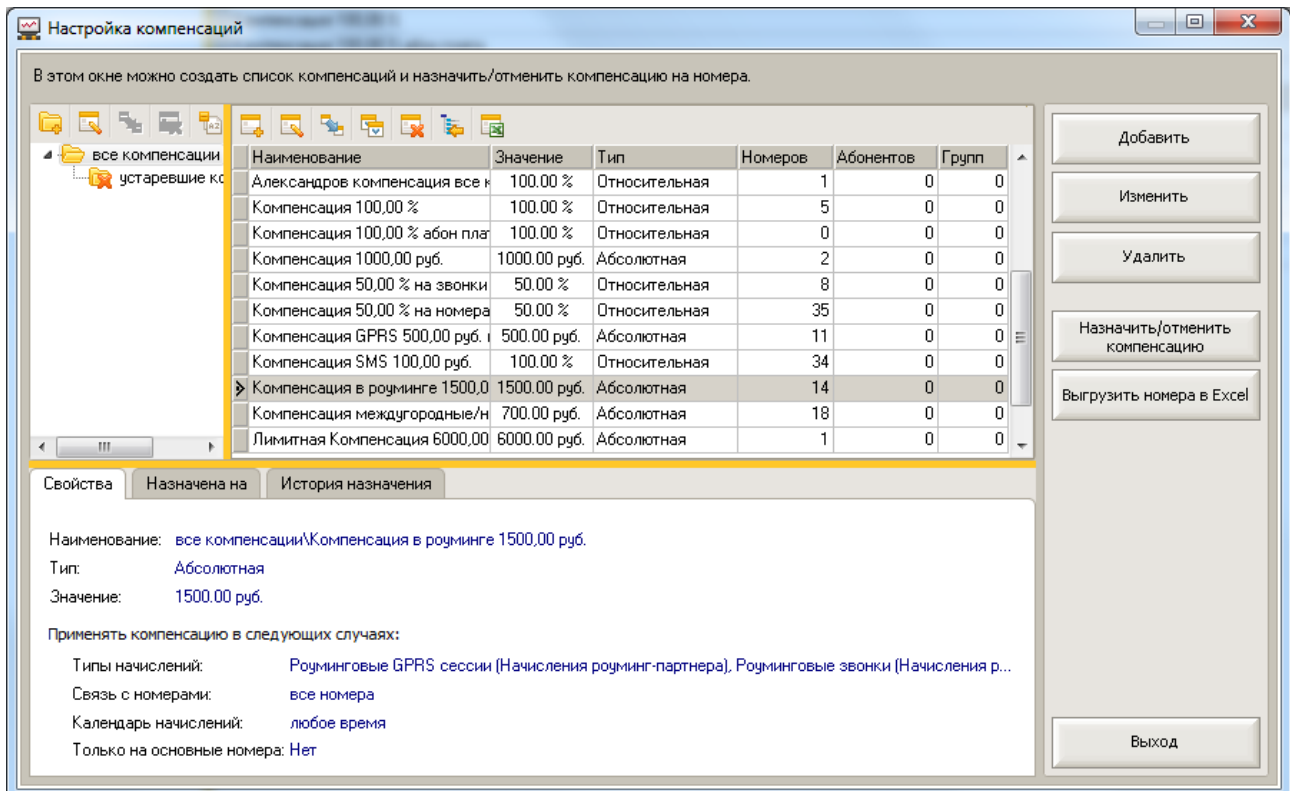 Настройка компенсаций
В этом окне можно создать список компенсаций и назначить/отменить компенсацию на номера.
все компенсации
устаревшие кс
Наименование Значение Тип Номеров Абонентов Групп
Александров компенсация все к 100.00 % Относительная 1 0 0
Компенсация 100,00 % 100.00 % Относительная 5 0 0
Компенсация 100,00 % абон плат 100.00 % Относительная 0 0 0
Компенсация 1000,00 руб. 1000.00 руб. Абсолютная 2 0 0
Компенсация 50,00 % на звонки 50.00 % Относительная 8 0 0
Компенсация 50,00 % на номера 50.00 % Относительная 35 0 0
Компенсация GPRS 500,00 руб. 500.00 руб. Абсолютная 11 0 0
Компенсация SMS 100,00 руб. 100.00 % Относительная 34 0 0
Компенсация в роуминге 1500,0 1500.00 руб. Абсолютная 14 0 0
Компенсация междугородные/н 700.00 руб. Абсолютная 18 0 0
Лимитная Компенсация 6000,00 6000.00 руб. Абсолютная 1 0 0
Добавить
Изменить
Удалить
Назначить/отменить
компенсацию
Выгрузить номера в Excel
Свойства Назначена на История назначения
Наименование: все компенсации\Компенсация в роуминге 1500,00 руб.
Тип: Абсолютная
Значение: 1500.00 руб.
Применять компенсацию в следующих случаях:
Типы начислений: Роуминговые GPRS сессии (Начисления роуминг-партнера), Роуминговые звонки (Начисления р...
Связь с номерами: все номера
Календарь начислений: любое время
Только на основные номера: Нет
Выход